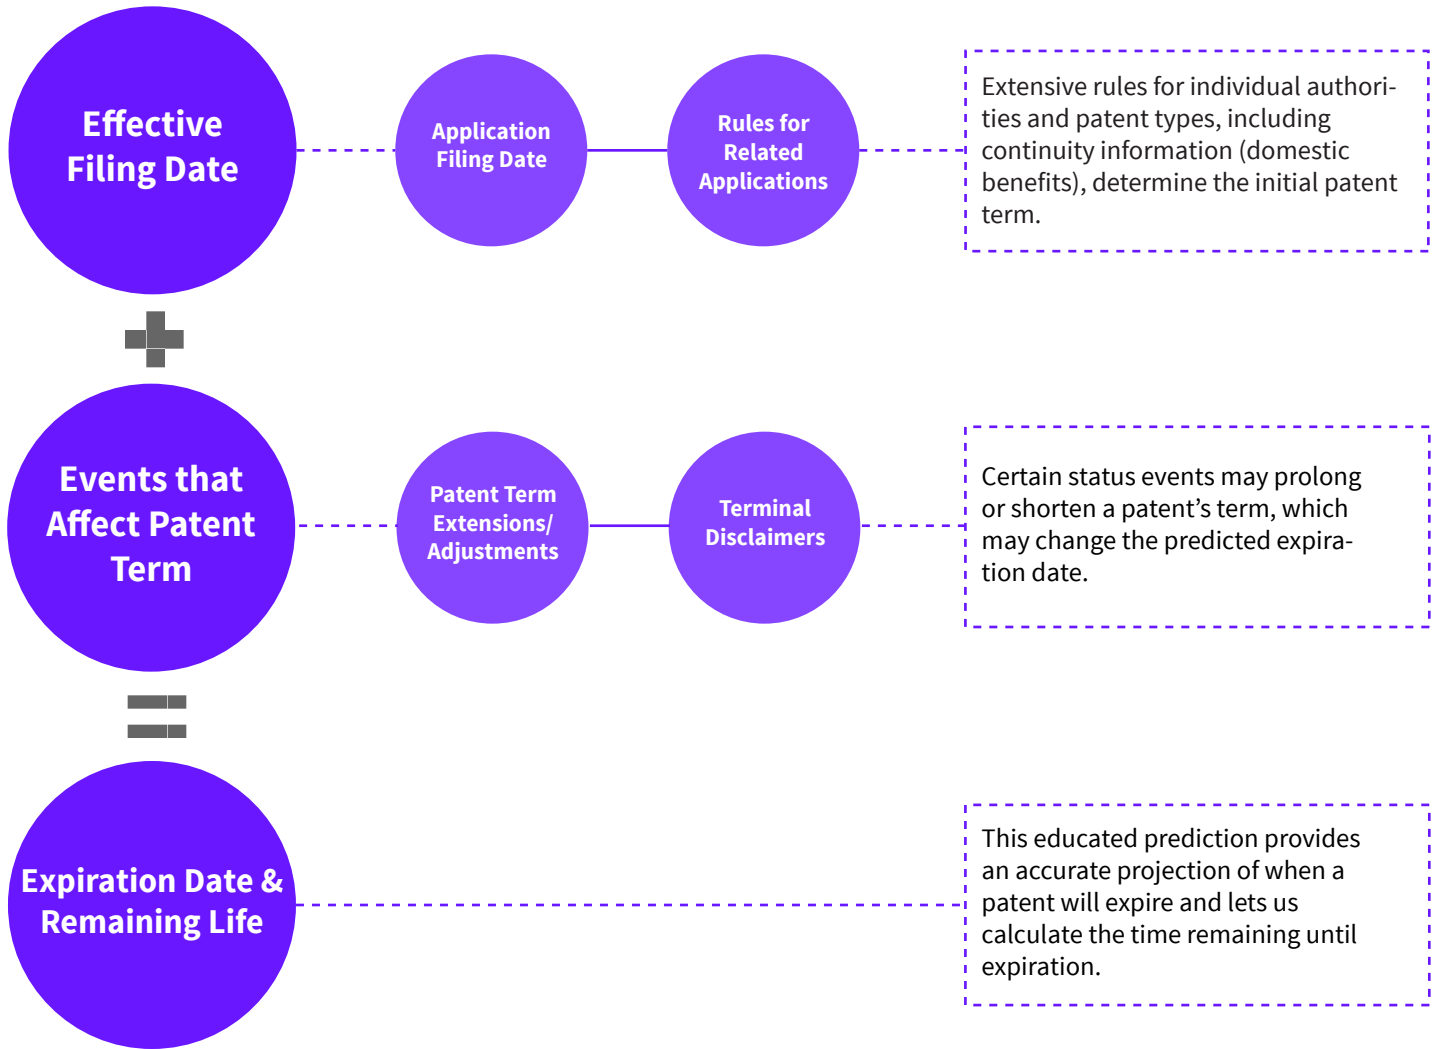 Effective
Filing Date
Application
Filing Date
Rules for
Related
Applications
Extensive rules for individual authori-
ties and patent types, including
continuity information (domestic
benefits), determine the initial patent
term.
Events that
Affect Patent
Term
Patent Term
Extensions/
Adjustments
Terminal
Disclaimers
Certain status events may prolong
or shorten a patent’s term, which
may change the predicted expira-
tion date.
Expiration Date &
Remaining Life
This educated prediction provides
an accurate projection of when a
patent will expire and lets us
calculate the time remaining until
expiration.